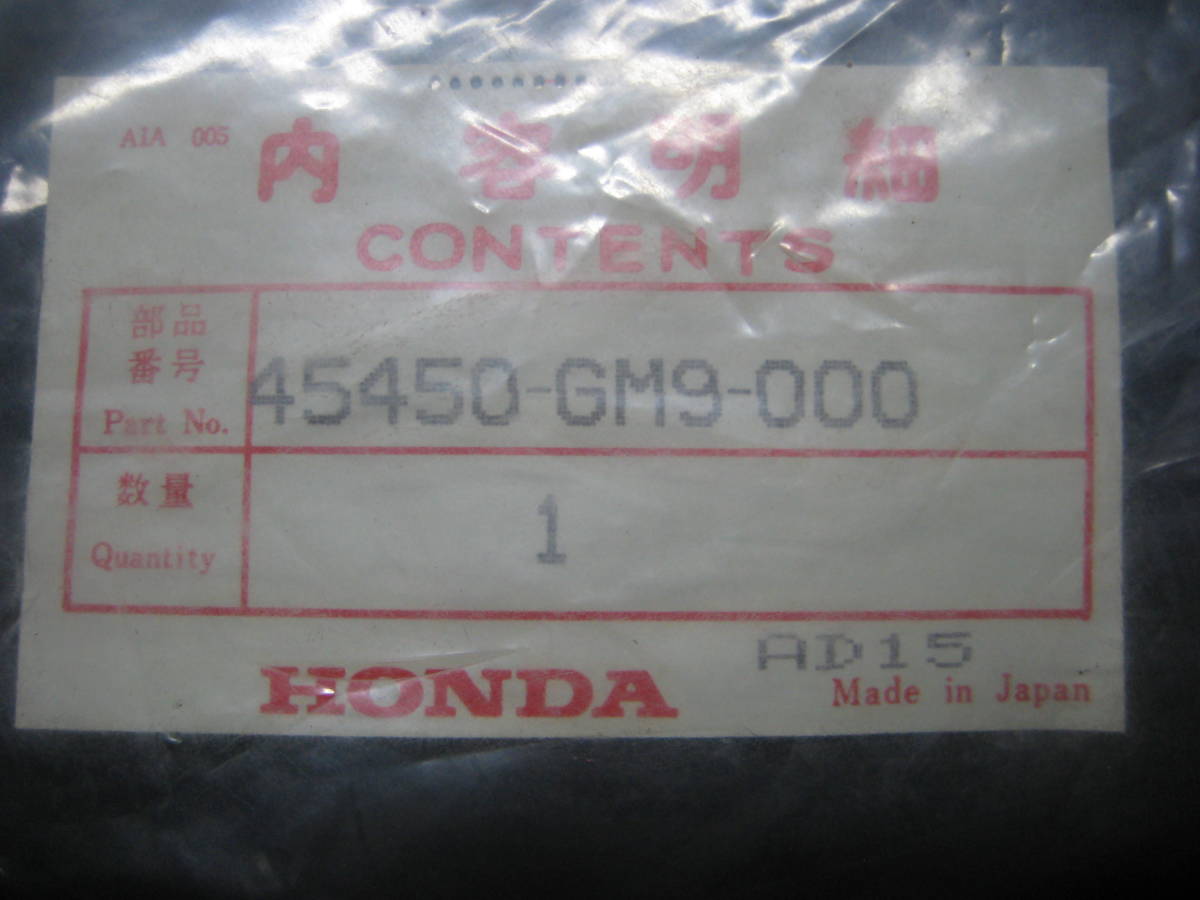 AIA 005
内容明細
CONTENTS
部品
番号
Part No.
45450-GM9-000
数量
Quantity
1
AD15
HONDA
Made in Japan